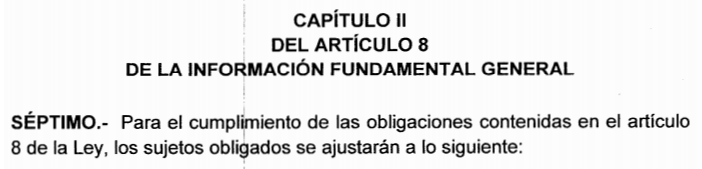 CAPÍTULO II
DEL ARTÍCULO 8
DE LA INFORMACIÓN FUNDAMENTAL GENERAL
SÉPTIMO.- Para el cumplimiento de las obligaciones contenidas en el artículo
8 de la Ley, los sujetos obligados se ajustarán a lo siguiente: